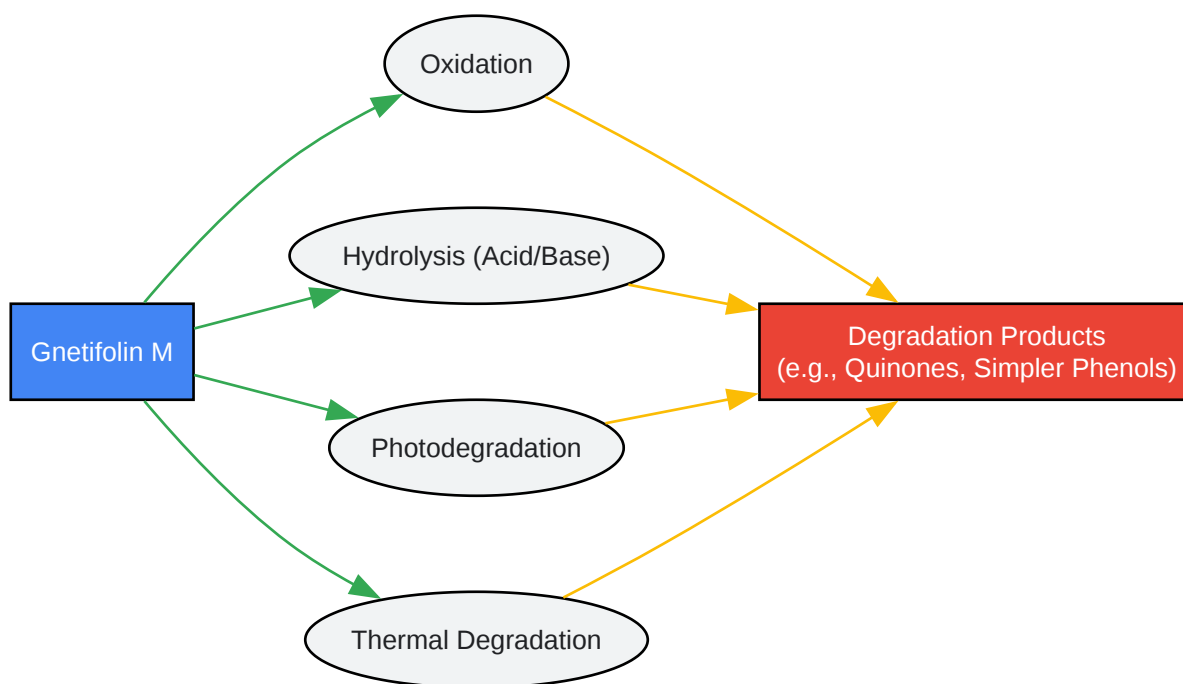 Oxidation
Hydrolysis (Acid/Base)
Gnetifolin M
Degradation Products
(e.g., Quinones, Simpler Phenols)
Photodegradation
Thermal Degradation